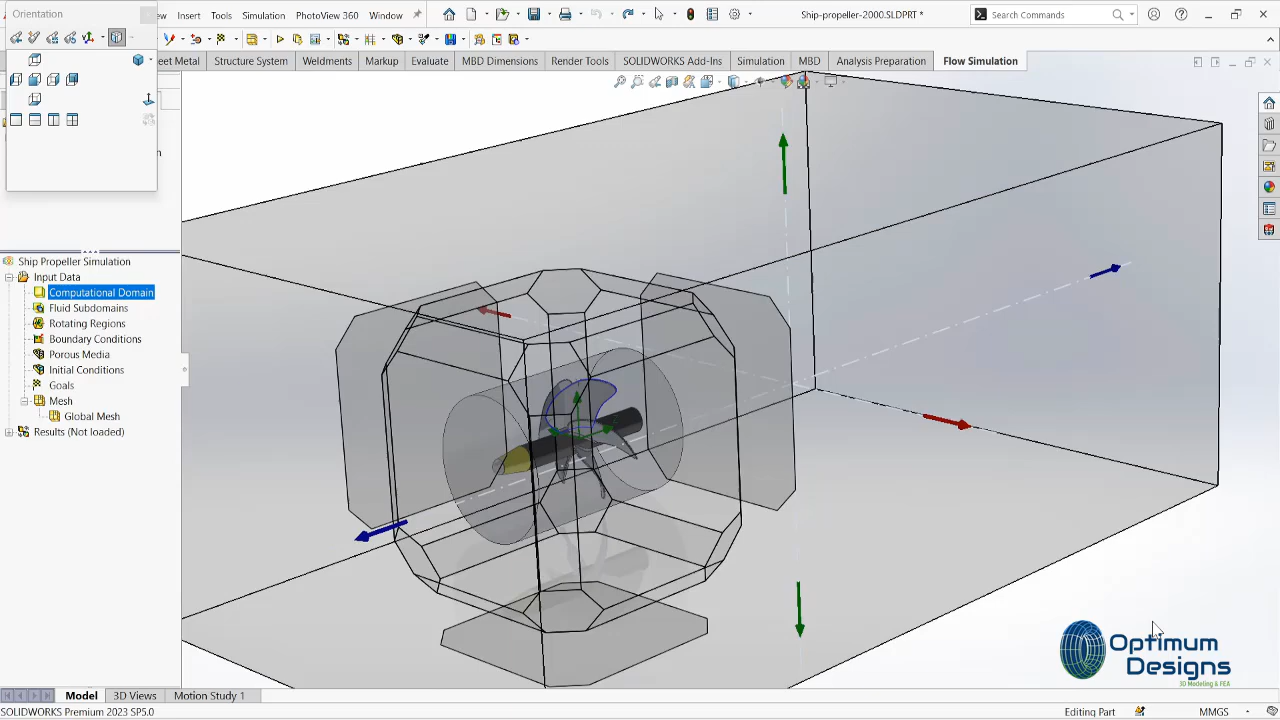 Orientation
ew
Insert
Tools
Simulation
PhotoView 360
Window
Ship-propeller-2000.SLDPRT *
Search Commands
eet Metal
Structure System
Weldments
Markup
Evaluate
MBD Dimensions
Render Tools
SOLIDWORKS Add-Ins
Simulation
MBD
Analysis Preparation
Flow Simulation
n
Ship Propeller Simulation
Input Data
Computational Domain
Fluid Subdomains
Rotating Regions
Boundary Conditions
Porous Media
Initial Conditions
Goals
Mesh
Global Mesh
Results (Not loaded)
Optimum
Designs
3D Modeling & FEA
Model
3D Views
Motion Study 1
SOLIDWORKS Premium 2023 SP5.0
Editing Part
MMGS